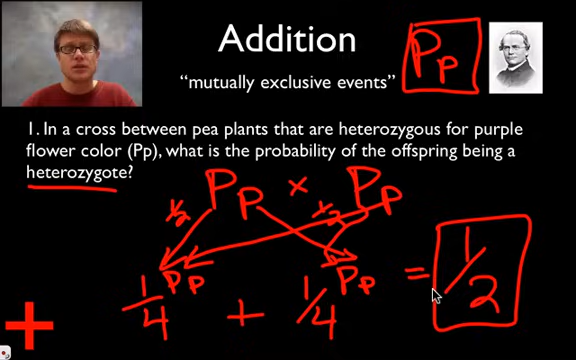 Addition
Pp
"mutually exclusive events"
1. In a cross between pea plants that are heterozygous for purple
flower color (Pp), what is the probability of the offspring being a
heterozygote?
Pp x Pp
1/2 1/2
Pp Pp
1/4 + 1/4 = 1/2
+